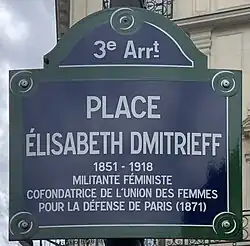 3e Arrt
PLACE
ÉLISABETH DMITRIEFF
1851 - 1918
MILITANTE FÉMINISTE
COFONDATRICE DE L'UNION DES FEMMES
POUR LA DÉFENSE DE PARIS (1871)